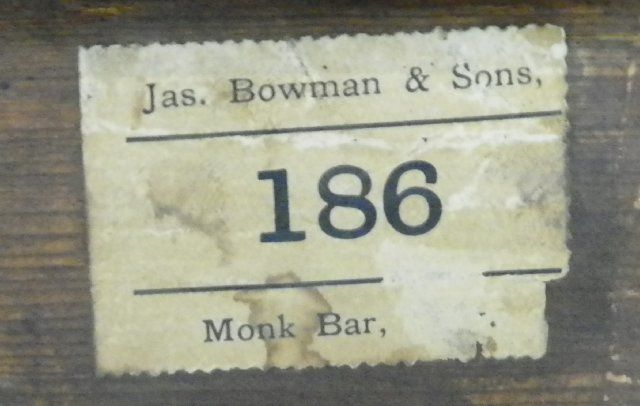 Jas. Bowman & Sons,
186
Monk Bar,